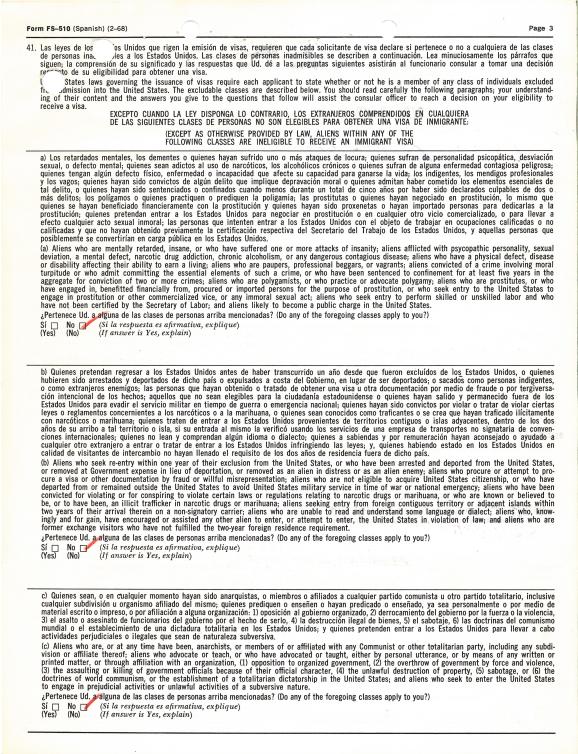 Form FS-510 (Spanish) (2-68) Page 3
41. Las leyes de los os Unidos que rigen la emisión de visas, requieren que cada solicitante de visa declare si pertenece o no a cualquiera de las clases
de personas ina les a los Estados Unidos. Las clases de personas inadmisibles se describen a continuación. Lea minuciosamente los párrafos que
siguen; la comprensión de su significado y las respuestas que Ud. dé a las preguntas siguientes asistirán al funcionario consular a tomar una decisión
re to de su eligibilidad para obtener una visa.
States laws governing the issuance of visas require each applicant to state whether or not he is a member of any class of individuals excluded
dmission into the United States. The excludable classes are described below. You should read carefully the following paragraphs; your understand-
ing of their content and the answers you give to the questions that follow will assist the consular officer to reach a decision on your eligibility to
receive a visa.
EXCEPTO CUANDO LA LEY DISPONGA LO CONTRARIO, LOS EXTRANJEROS COMPRENDIDOS EN CUALQUIERA
DE LAS SIGUIENTES CLASES DE PERSONAS NO SON ELEGIBLES PARA OBTENER UNA VISA DE INMIGRANTE:
(EXCEPT AS OTHERWISE PROVIDED BY LAW, ALIENS WITHIN ANY OF THE
FOLLOWING CLASSES ARE INELIGIBLE TO RECEIVE AN IMMIGRANT VISA)
a) Los retardados mentales, los dementes o quienes hayan sufrido uno o más ataques de locura; quienes sufran de personalidad psicopática, desviación
sexual, o defecto mental; quienes sean adictos al uso de narcóticos, los alcohólicos crónicos o quienes sufran de alguna enfermedad contagiosa peligrosa;
quienes tengan algún defecto físico, enfermedad o incapacidad que afecte su capacidad para ganarse la vida; los indigentes, los mendigos profesionales
y los vagos; quienes hayan sido convictos de algún delito que implique depravación moral o quienes admitan haber cometido los elementos esenciales de
tal delito, o quienes hayan sido sentenciados o confinados cuando menos durante un total de cinco años por haber sido declarados culpables de dos o
más delitos; los polígamos o quienes practiquen o prediquen la poligamia; las prostitutas o quienes hayan negociado en prostitución, lo mismo que
quienes se hayan beneficiado financieramente con la prostitución y quienes hayan sido proxenetas o hayan importado personas para dedicarlas a la
prostitución; quienes pretendan entrar a los Estados Unidos para negociar en prostitución o en cualquier otro vicio comercializado, o para llevar a
efecto cualquier acto sexual inmoral; las personas que intenten entrar a los Estados Unidos con el objeto de trabajar en ocupaciones calificadas o no
calificadas y que no hayan obtenido previamente la certificación respectiva del Secretario del Trabajo de los Estados Unidos, y aquellas personas que
posiblemente se convertirían en carga pública en los Estados Unidos.
(a) Aliens who are mentally retarded, insane, or who have suffered one or more attacks of insanity; aliens afflicted with psychopathic personality, sexual
deviation, a mental defect, narcotic drug addiction, chronic alcoholism, or any dangerous contagious disease; aliens who have a physical defect, disease
or disability affecting their ability to earn a living; aliens who are paupers, professional beggars, or vagrants; aliens convicted of a crime involving moral
turpitude or who admit committing the essential elements of such a crime, or who have been sentenced to confinement for at least five years in the
aggregate for conviction of two or more crimes; aliens who are polygamists, or who practice or advocate polygamy; aliens who are prostitutes, or who
have engaged in, benefited financially from, procured or imported persons for the purpose of prostitution, or who seek entry to the United States to
engage in prostitution or other commercialized vice, or any immoral sexual act; aliens who seek entry to perform skilled or unskilled labor and who
have not been certified by the Secretary of Labor; and aliens likely to become a public charge in the United States.
¿Pertenece Ud. a alguna de las clases de personas arriba mencionadas? (Do any of the foregoing classes apply to you?)
Sí □ No □ (Si la respuesta es afirmativa, explique)
(Yes) (No) (If answer is Yes, explain)
b) Quienes pretendan regresar a los Estados Unidos antes de haber transcurrido un año desde que fueron excluídos de los Estados Unidos, o quienes
hubieren sido arrestados y deportados de dicho país o expulsados a costa del Gobierno, en lugar de ser deportados; o sacados como personas indigentes,
o como extranjeros enemigos; las personas que hayan obtenido o tratado de obtener una visa u otra documentación por medio de fraude o por tergiversa-
ción intencional de los hechos; aquellos que no sean elegibles para la ciudadanía estadounidense o quienes hayan salido y permanecido fuera de los
Estados Unidos para evadir el servicio militar en tiempo de guerra o emergencia nacional; quienes hayan sido convictos por violar o tratar de violar ciertas
leyes o reglamentos concernientes a los narcóticos o a la marihuana, o quienes sean conocidos como traficantes o se crea que hayan traficado ilícitamente
con narcóticos o marihuana; quienes traten de entrar a los Estados Unidos provenientes de territorios contiguos o islas adyacentes, dentro de los dos
años de su arribo a tal territorio o isla, si su entrada al mismo la verificó usando los servicios de una empresa de transportes no signataria de conven-
ciones internacionales; quienes no lean y comprendan algún idioma o dialecto; quienes a sabiendas y por remuneración hayan aconsejado o ayudado a
cualquier otro extranjero a entrar o tratar de entrar a los Estados Unidos infringiendo las leyes; y, quienes habiendo estado en los Estados Unidos en
calidad de visitantes de intercambio no hayan llenado el requisito de los dos años de residencia fuera de dicho país.
(b) Aliens who seek re-entry within one year of their exclusion from the United States, or who have been arrested and deported from the United States,
or removed at Government expense in lieu of deportation, or removed as an alien in distress or as an alien enemy; aliens who procure or attempt to pro-
cure a visa or other documentation by fraud or willful misrepresentation; aliens who are not eligible to acquire United States citizenship, or who have
departed from or remained outside the United States to avoid United States military service in time of war or national emergency; aliens who have been
convicted for violating or for conspiring to violate certain laws or regulations relating to narcotic drugs or marihuana, or who are known or believed to
be, or to have been, an illicit trafficker in narcotic drugs or marihuana; aliens seeking entry from foreign contiguous territory or adjacent islands within
two years of their arrival therein on a non-signatory carrier; aliens who are unable to read and understand some language or dialect; aliens who, know-
ingly and for gain, have encouraged or assisted any other alien to enter, or attempt to enter, the United States in violation of law; and aliens who are
former exchange visitors who have not fulfilled the two-year foreign residence requirement.
¿Pertenece Ud. a alguna de las clases de personas arriba mencionadas? (Do any of the foregoing classes apply to you?)
Sí □ No □ (Si la respuesta es afirmativa, explique)
(Yes) (No) (If answer is Yes, explain)
c) Quienes sean, o en cualquier momento hayan sido anarquistas, o miembros o afiliados a cualquier partido comunista u otro partido totalitario, inclusive
cualquier subdivisión u organismo afiliado del mismo; quienes prediquen o enseñen o hayan predicado o enseñado, ya sea personalmente o por medio de
material escrito o impreso, o por afiliación a alguna organización: 1) oposición al gobierno organizado, 2) derrocamiento del gobierno por la fuerza o la violencia,
3) el asalto o asesinato de funcionarios del gobierno por el hecho de serlo, 4) la destrucción ilegal de bienes, 5) el sabotaje, 6) las doctrinas del comunismo
mundial o el establecimiento de una dictadura totalitaria en los Estados Unidos; y quienes pretendan entrar a los Estados Unidos para llevar a cabo
actividades perjudiciales o ilegales que sean de naturaleza subversiva.
(c) Aliens who are, or at any time have been, anarchists, or members of or affiliated with any Communist or other totalitarian party, including any subdi-
vision or affiliate thereof; aliens who advocate or teach, or who have advocated or taught, either by personal utterance, or by means of any written or
printed matter, or through affiliation with an organization, (1) opposition to organized government, (2) the overthrow of government by force and violence,
(3) the assaulting or killing of government officials because of their official character, (4) the unlawful destruction of property, (5) sabotage, or (6) the
doctrines of world communism, or the establishment of a totalitarian dictatorship in the United States; and aliens who seek to enter the United States
to engage in prejudicial activities or unlawful activities of a subversive nature.
¿Pertenece Ud. a alguna de las clases de personas arriba mencionadas? (Do any of the foregoing classes apply to you?)
Sí □ No □ (Si la respuesta es afirmativa, explique)
(Yes) (No) (If answer is Yes, explain)